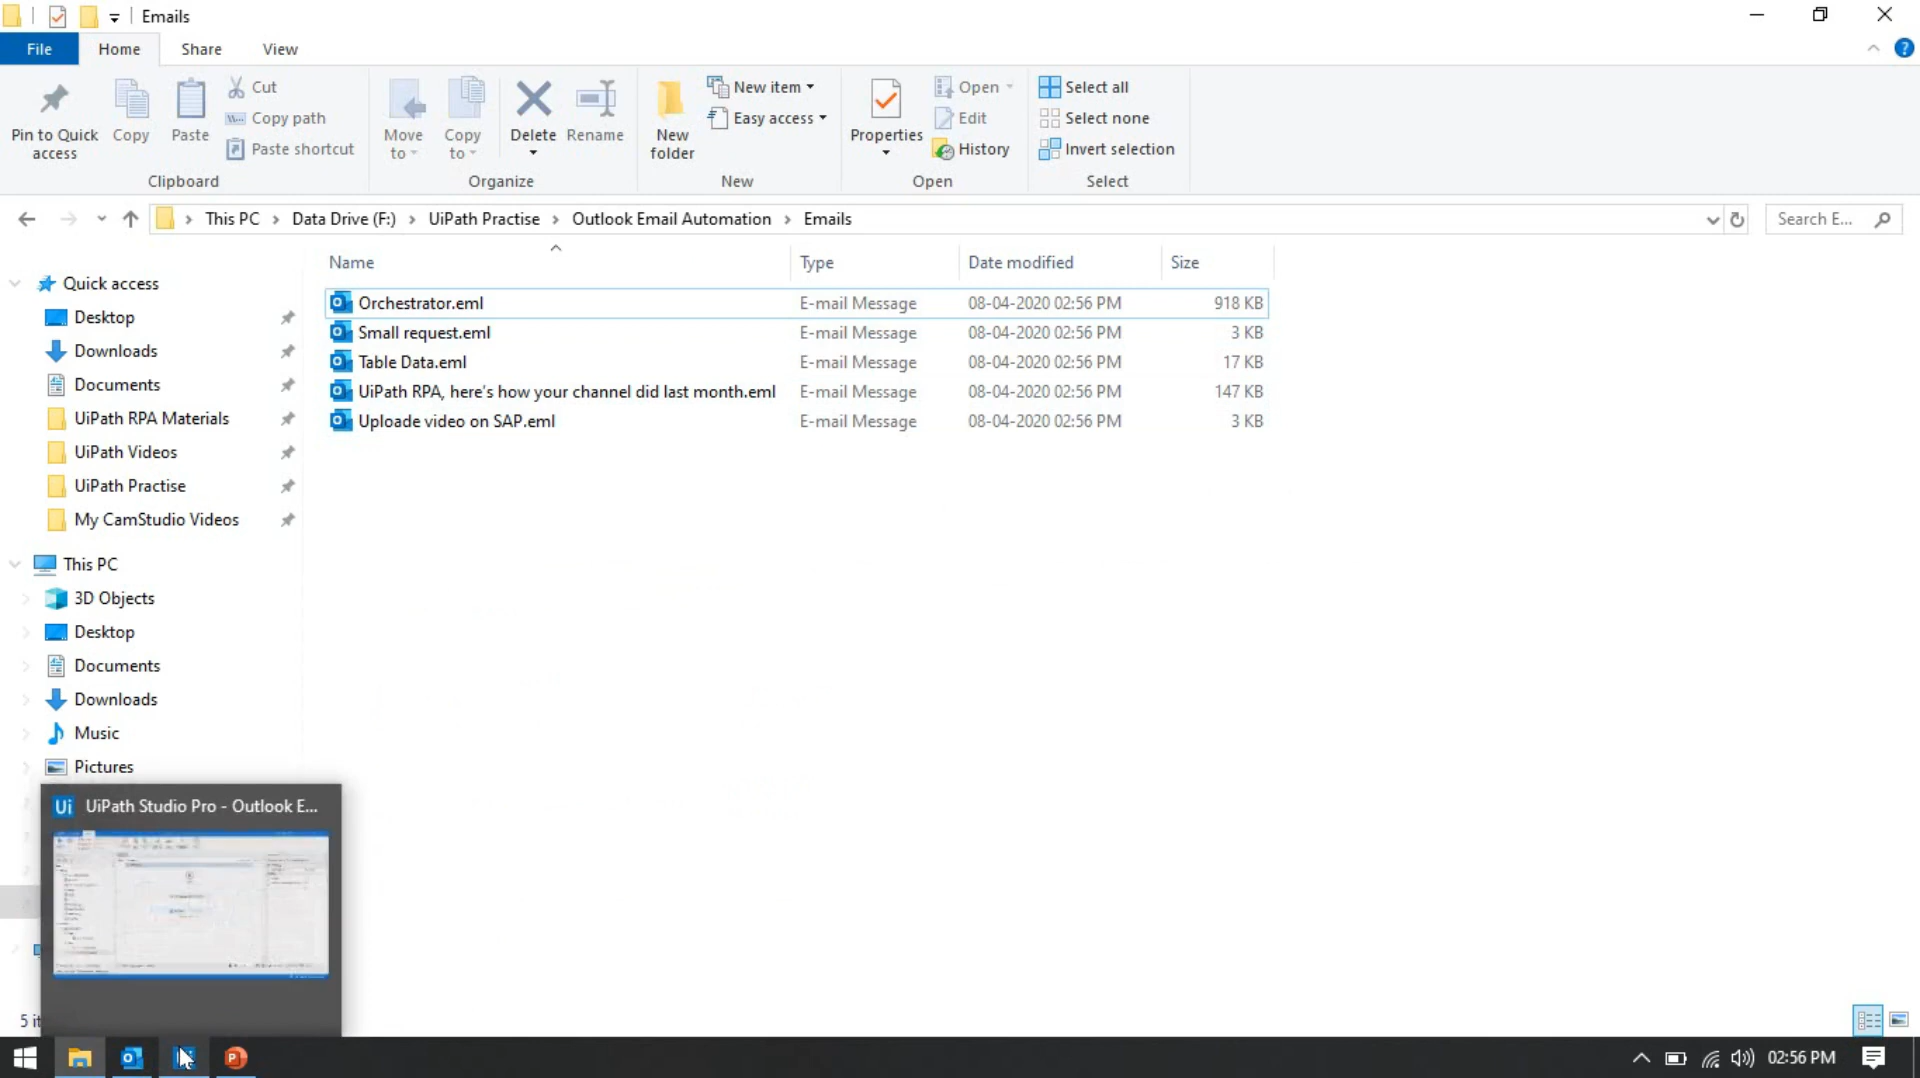 Emails
File Home Share View
Pin to Quick access
Copy
Paste
Cut
Copy path
Paste shortcut
Clipboard
Move to
Copy to
Delete
Rename
Organize
New folder
New item
Easy access
New
Properties
Open
Edit
History
Open
Select all
Select none
Invert selection
Select
This PC > Data Drive (F:) > UiPath Practise > Outlook Email Automation > Emails
Search E...
Name Type Date modified Size
Orchestrator.eml E-mail Message 08-04-2020 02:56 PM 918 KB
Small request.eml E-mail Message 08-04-2020 02:56 PM 3 KB
Table Data.eml E-mail Message 08-04-2020 02:56 PM 17 KB
UiPath RPA, here's how your channel did last month.eml E-mail Message 08-04-2020 02:56 PM 147 KB
Uploade video on SAP.eml E-mail Message 08-04-2020 02:56 PM 3 KB
Quick access
Desktop
Downloads
Documents
UiPath RPA Materials
UiPath Videos
UiPath Practise
My CamStudio Videos
This PC
3D Objects
Desktop
Documents
Downloads
Music
Pictures
Ui UiPath Studio Pro - Outlook E...
02:56 PM